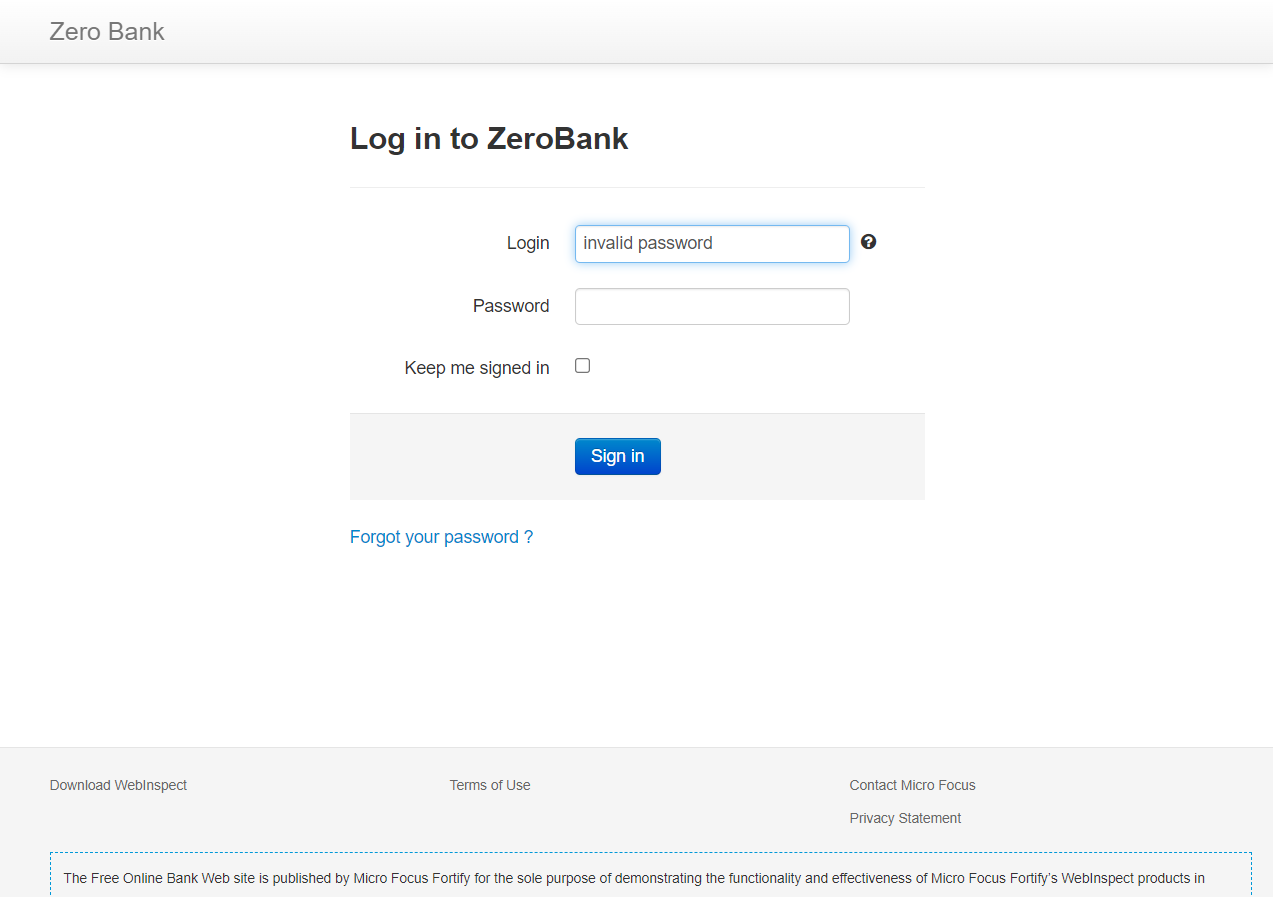 Zero Bank
Log in to ZeroBank
Login
invalid password
Password
Keep me signed in
Sign in
Forgot your password ?
Download WebInspect
Terms of Use
Contact Micro Focus
Privacy Statement
The Free Online Bank Web site is published by Micro Focus Fortify for the sole purpose of demonstrating the functionality and effectiveness of Micro Focus Fortify's WebInspect products in